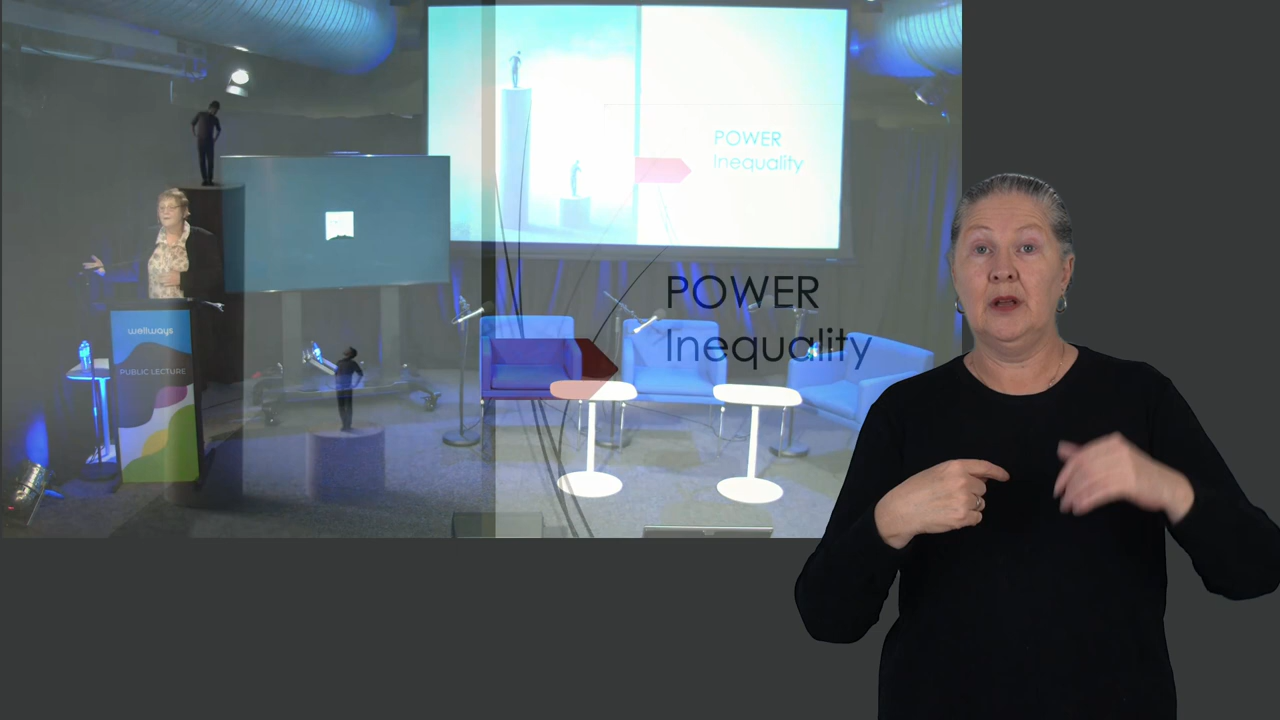 POWER
Inequality
POWER
Inequality
wellways
PUBLIC LECTURE